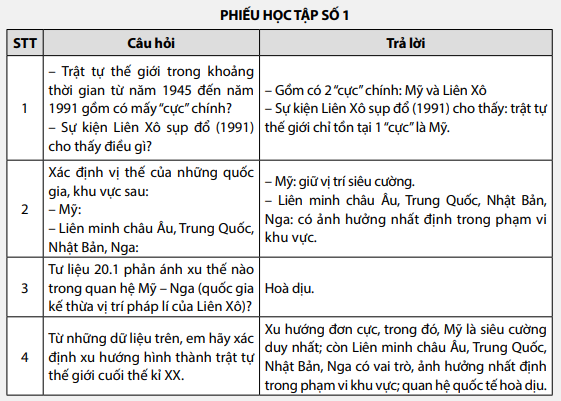 PHIẾU HỌC TẬP SỐ 1
STT
Câu hỏi
Trả lời
1
– Trật tự thế giới trong khoảng
thời gian từ năm 1945 đến năm
1991 gồm có mấy “cực” chính?
– Sự kiện Liên Xô sụp đổ (1991)
cho thấy điều gì?
– Gồm có 2 “cực” chính: Mỹ và Liên Xô
– Sự kiện Liên Xô sụp đổ (1991) cho thấy: trật tự
thế giới chỉ tồn tại 1 “cực” là Mỹ.
2
Xác định vị thế của những quốc
gia, khu vực sau:
– Mỹ:
– Liên minh châu Âu, Trung Quốc,
Nhật Bản, Nga:
– Mỹ: giữ vị trí siêu cường.
– Liên minh châu Âu, Trung Quốc, Nhật Bản,
Nga: có ảnh hưởng nhất định trong phạm vi
khu vực.
3
Tư liệu 20.1 phản ánh xu thế nào
trong quan hệ Mỹ – Nga (quốc gia
kế thừa vị trí pháp lí của Liên Xô)?
Hoà dịu.
4
Từ những dữ liệu trên, em hãy xác
định xu hướng hình thành trật tự
thế giới cuối thế kỉ XX.
Xu hướng đơn cực, trong đó, Mỹ là siêu cường
duy nhất; còn Liên minh châu Âu, Trung Quốc,
Nhật Bản, Nga có vai trò, ảnh hưởng nhất định
trong phạm vi khu vực; quan hệ quốc tế hoà dịu.